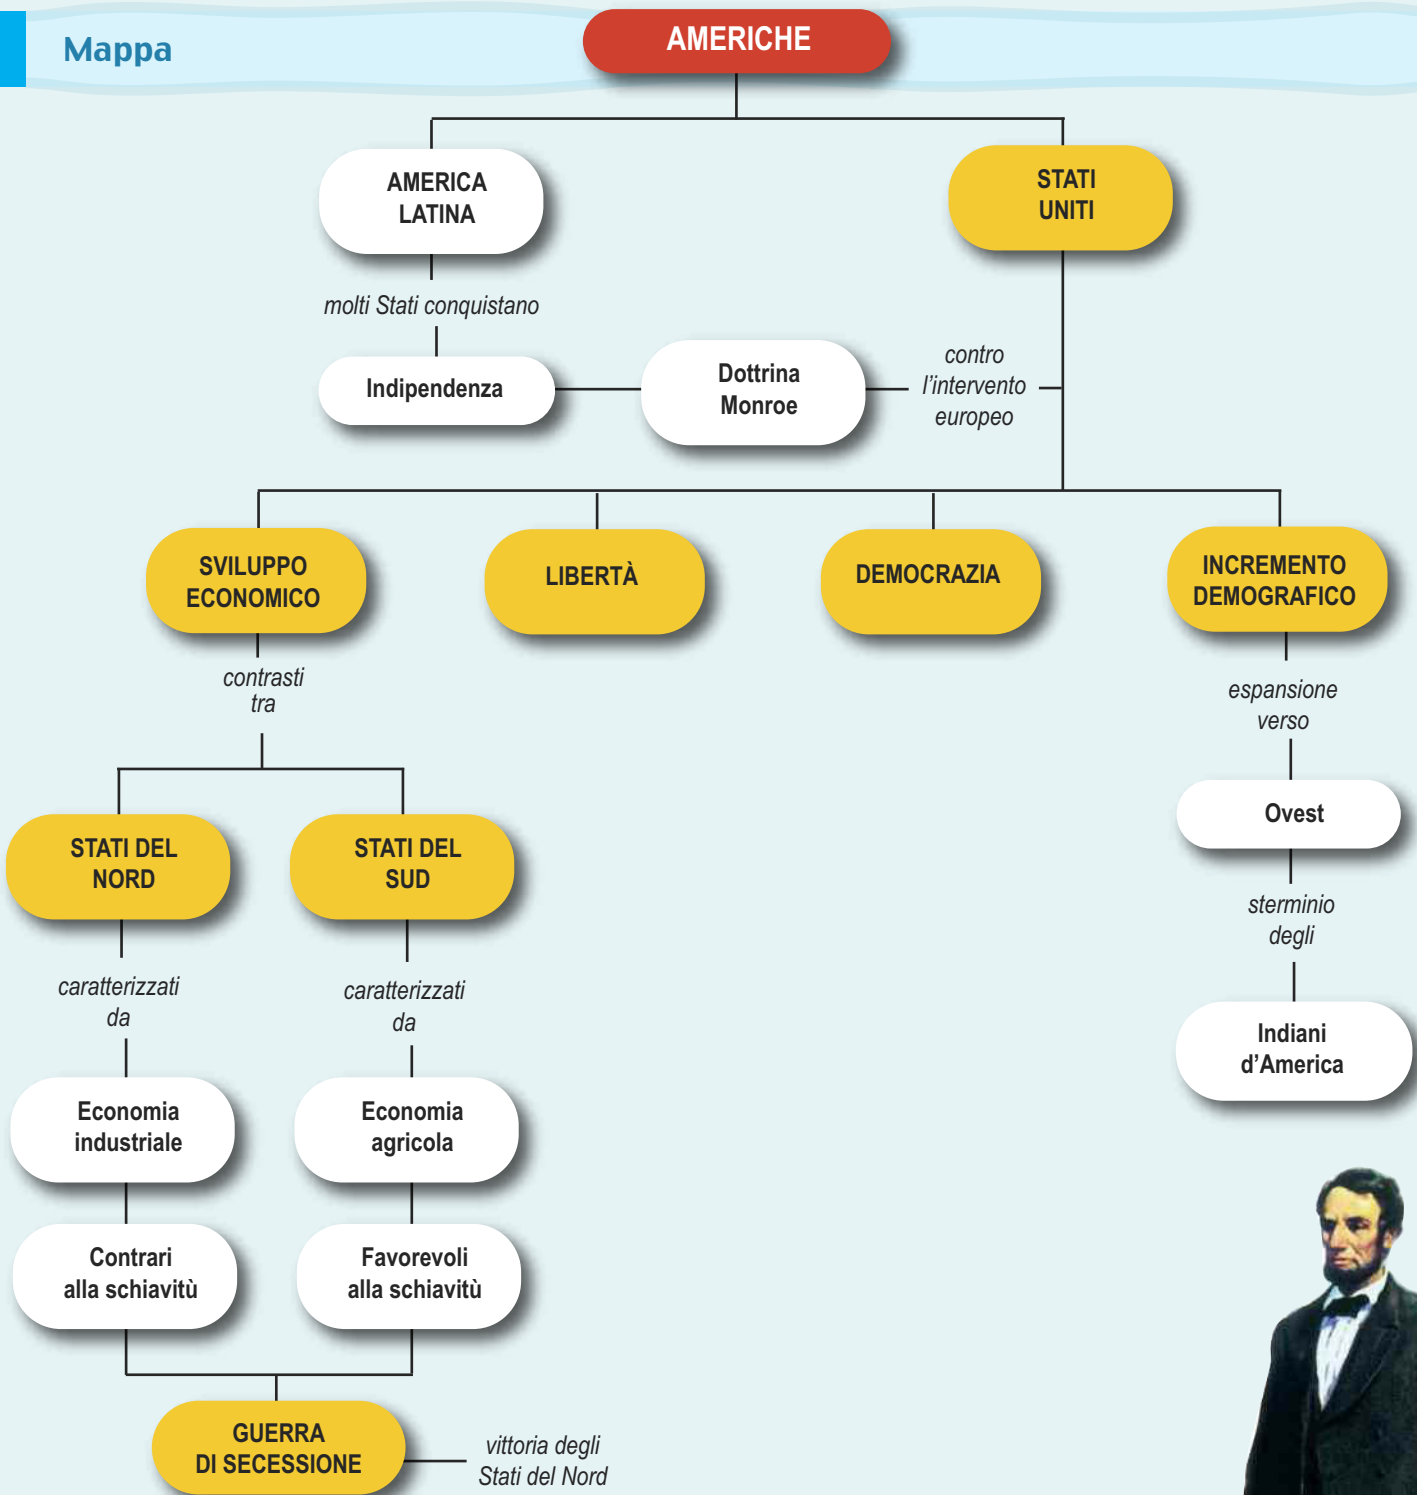 Mappa
AMERICHE
AMERICA
LATINA
STATI
UNITI
molti Stati conquistano
Indipendenza
Dottrina
Monroe
contro
l'intervento
europeo
SVILUPPO
ECONOMICO
LIBERTÀ
DEMOCRAZIA
INCREMENTO
DEMOGRAFICO
contrasti
tra
espansione
verso
Ovest
STATI DEL
NORD
STATI DEL
SUD
sterminio
degli
caratterizzati
da
caratterizzati
da
Indiani
d'America
Economia
industriale
Economia
agricola
Contrari
alla schiavitù
Favorevoli
alla schiavitù
GUERRA
DI SECESSIONE
vittoria degli
Stati del Nord